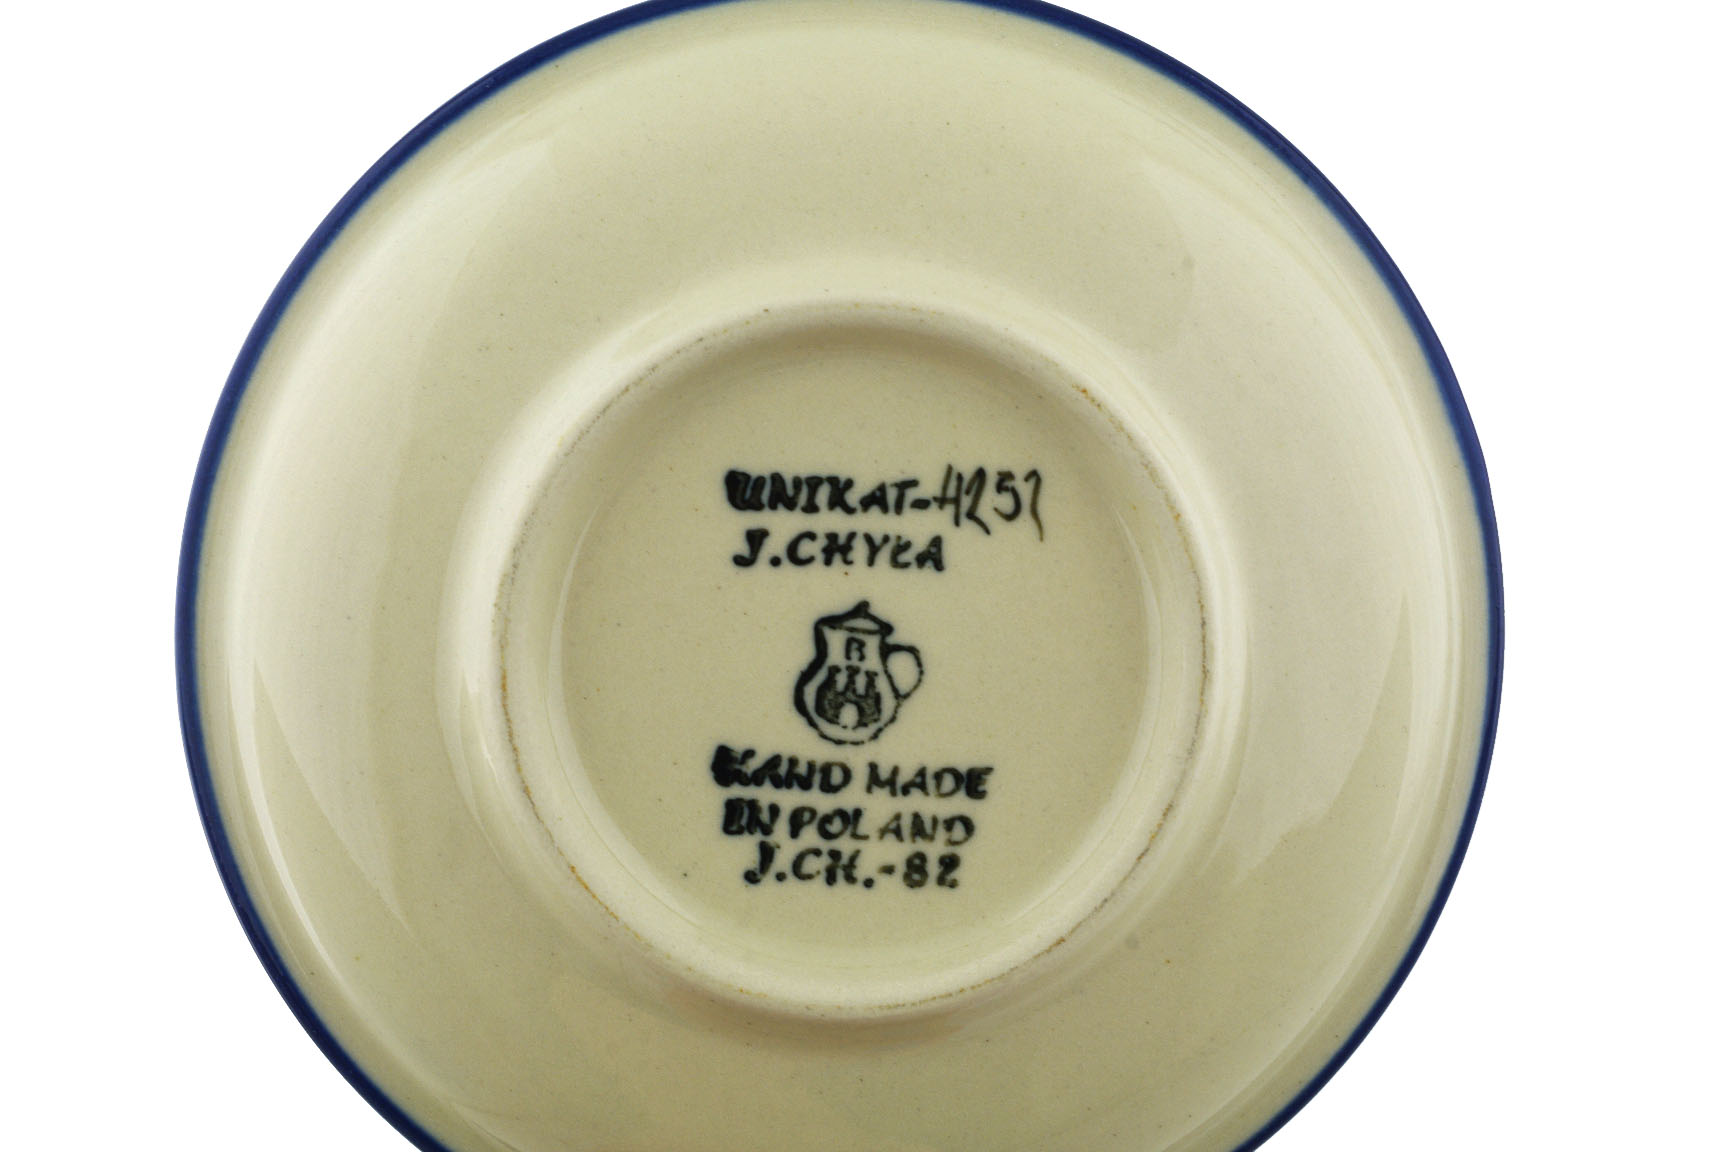 UNIKAT-4257
J.CHYŁA
B
HAND MADE
IN POLAND
J.CH.-82